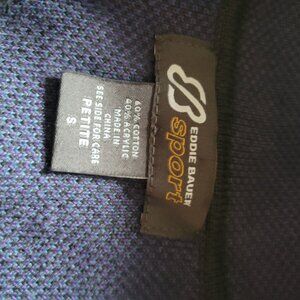 EDDIE BAUER
sport
60% COTTON
40% ACRYLIC
MADE IN
CHINA
SEE SIDE FOR CARE
PETITE
S